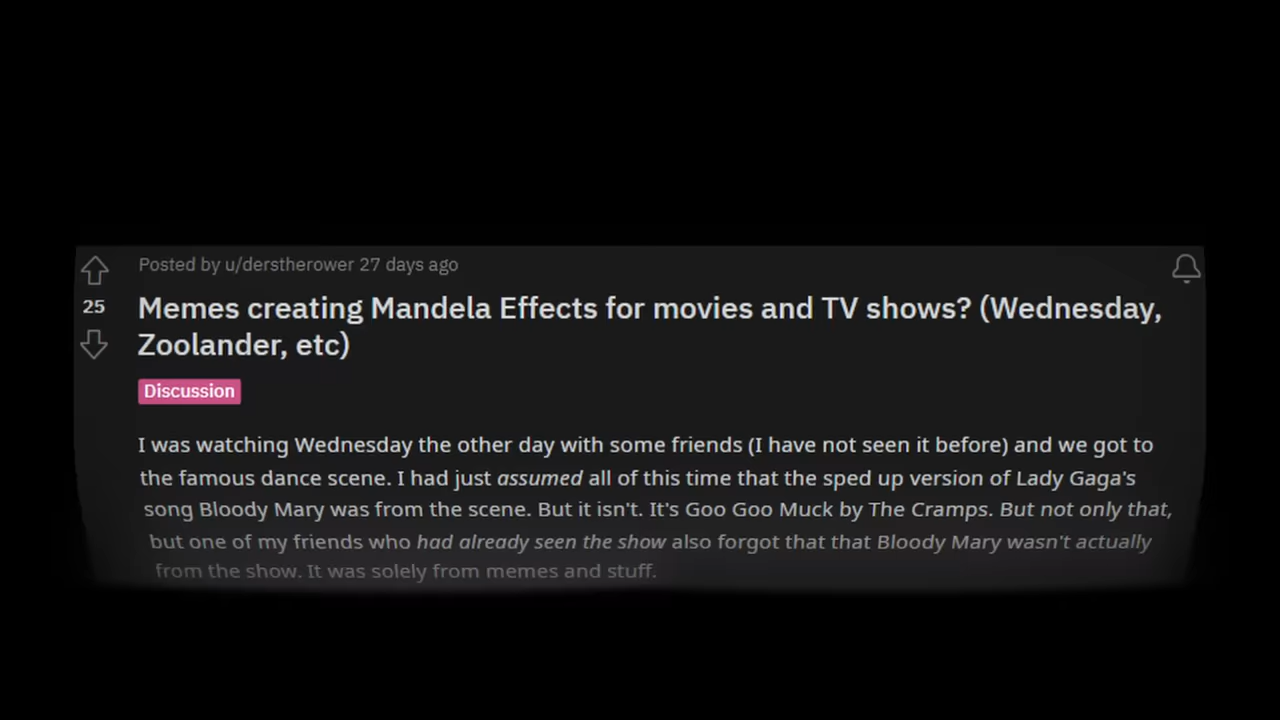 Posted by u/derstherower 27 days ago
25
Memes creating Mandela Effects for movies and TV shows? (Wednesday,
Zoolander, etc)
Discussion
I was watching Wednesday the other day with some friends (I have not seen it before) and we got to
the famous dance scene. I had just assumed all of this time that the sped up version of Lady Gaga's
song Bloody Mary was from the scene. But it isn't. It's Goo Goo Muck by The Cramps. But not only that,
but one of my friends who had already seen the show also forgot that that Bloody Mary wasn't actually
from the show. It was solely from memes and stuff.